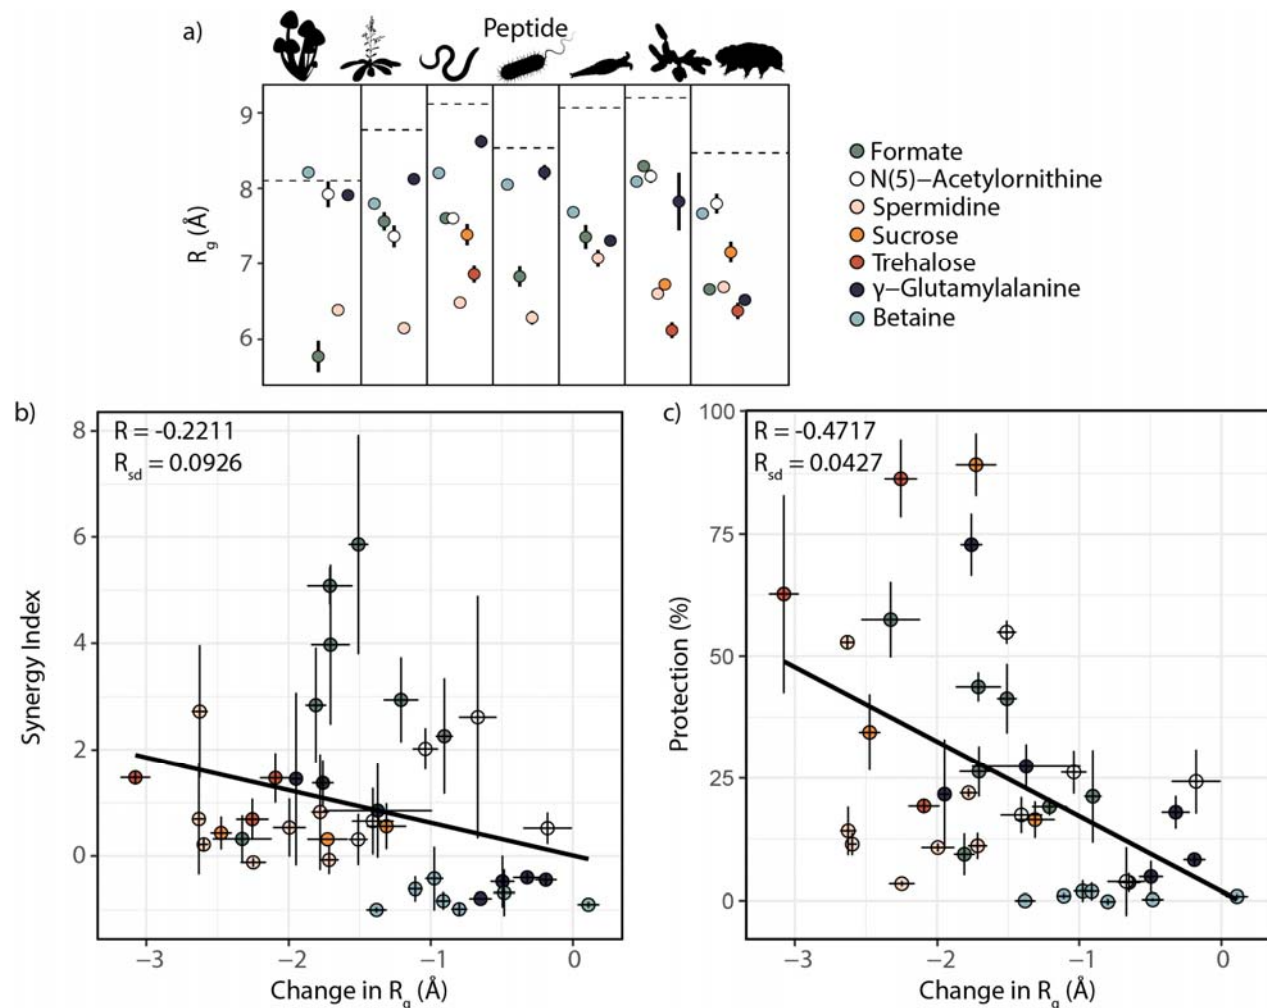 a)
Peptide
9
8
7
6
Rg (Å)
Formate
N(5)−Acetylornithine
Spermidine
Sucrose
Trehalose
γ−Glutamylalanine
Betaine
b)
R = -0.2211
Rsd = 0.0926
8
6
4
2
0
Synergy Index
−3
−2
−1
0
Change in Rg (Å)
c)
R = -0.4717
Rsd = 0.0427
100
75
50
25
0
Protection (%)
−3
−2
−1
0
Change in Rg (Å)